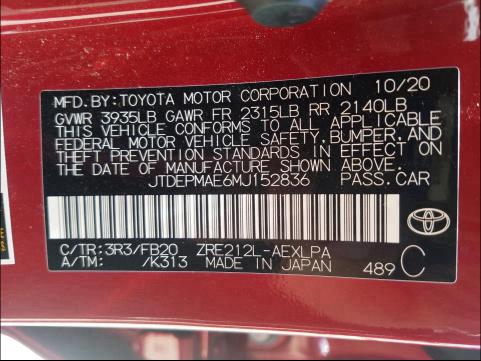 MFD.BY:TOYOTA MOTOR CORPORATION 10/20
GVWR 3935LB GAWR FR 2315LB RR 2140LB
THIS VEHICLE CONFORMS TO ALL APPLICABLE
FEDERAL MOTOR VEHICLE SAFETY,BUMPER,AND
THEFT PREVENTION STANDARDS IN EFFECT ON
THE DATE OF MANUFACTURE SHOWN ABOVE.
JTDEPMAE6MJ152836 PASS.CAR
C/TR:3R3/FB20 ZRE212L-AEXLPA
A/TM: /K313 MADE IN JAPAN 489 C
TOYOTA